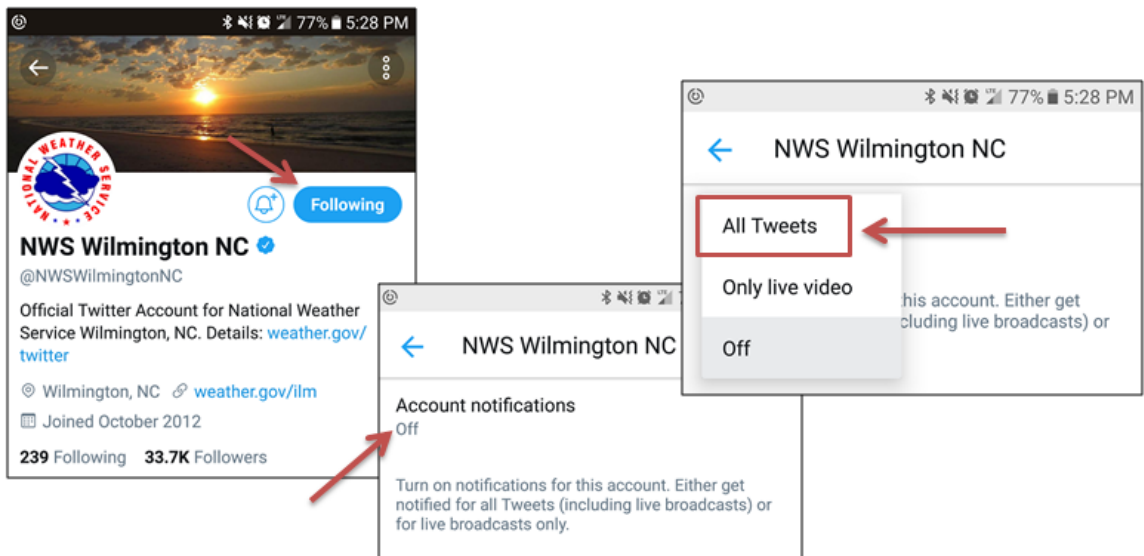 77% 5:28 PM
NATIONAL WEATHER SERVICE
Following
NWS Wilmington NC
@NWSWilmingtonNC
Official Twitter Account for National Weather
Service Wilmington, NC. Details: weather.gov/
twitter
Wilmington, NC weather.gov/ilm
Joined October 2012
239 Following 33.7K Followers
NWS Wilmington NC
Account notifications
Off
Turn on notifications for this account. Either get
notified for all Tweets (including live broadcasts) or
for live broadcasts only.
LTE 77% 5:28 PM
NWS Wilmington NC
All Tweets
Only live video
Off
this account. Either get
cluding live broadcasts) or